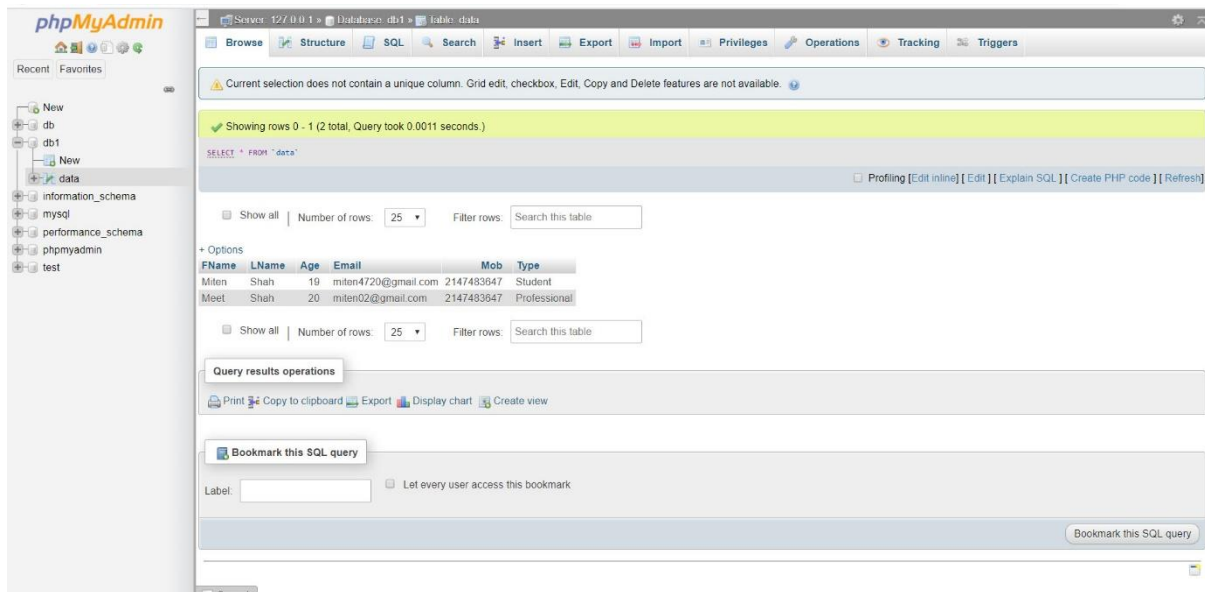 phpMyAdmin
Recent Favorites
New
db
db1
New
data
information_schema
mysql
performance_schema
phpmyadmin
test
Server: 127.0.0.1 » Database: db1 » Table: data
Browse Structure SQL Search Insert Export Import Privileges Operations Tracking Triggers
Current selection does not contain a unique column. Grid edit, checkbox, Edit, Copy and Delete features are not available.
Showing rows 0 - 1 (2 total, Query took 0.0011 seconds.)
SELECT * FROM `data`
Profiling [Edit inline] [ Edit ] [ Explain SQL ] [ Create PHP code ] [ Refresh]
Show all | Number of rows: 25 Filter rows: Search this table
+ Options
FName LName Age Email Mob Type
Miten Shah 19 miten4720@gmail.com 2147483647 Student
Meet Shah 20 miten02@gmail.com 2147483647 Professional
Show all | Number of rows: 25 Filter rows: Search this table
Query results operations
Print Copy to clipboard Export Display chart Create view
Bookmark this SQL query
Label: Let every user access this bookmark
Bookmark this SQL query